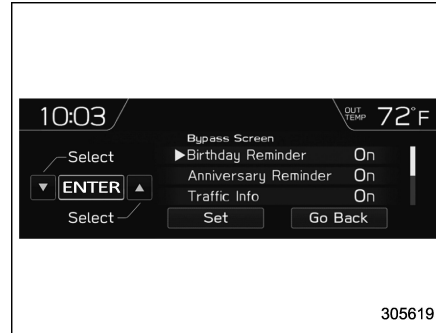 10:03
OUT TEMP 72°F
Bypass Screen
Select
▶Birthday Reminder On
▼ ENTER ▲
Anniversary Reminder On
Traffic Info On
Select
Set
Go Back
305619